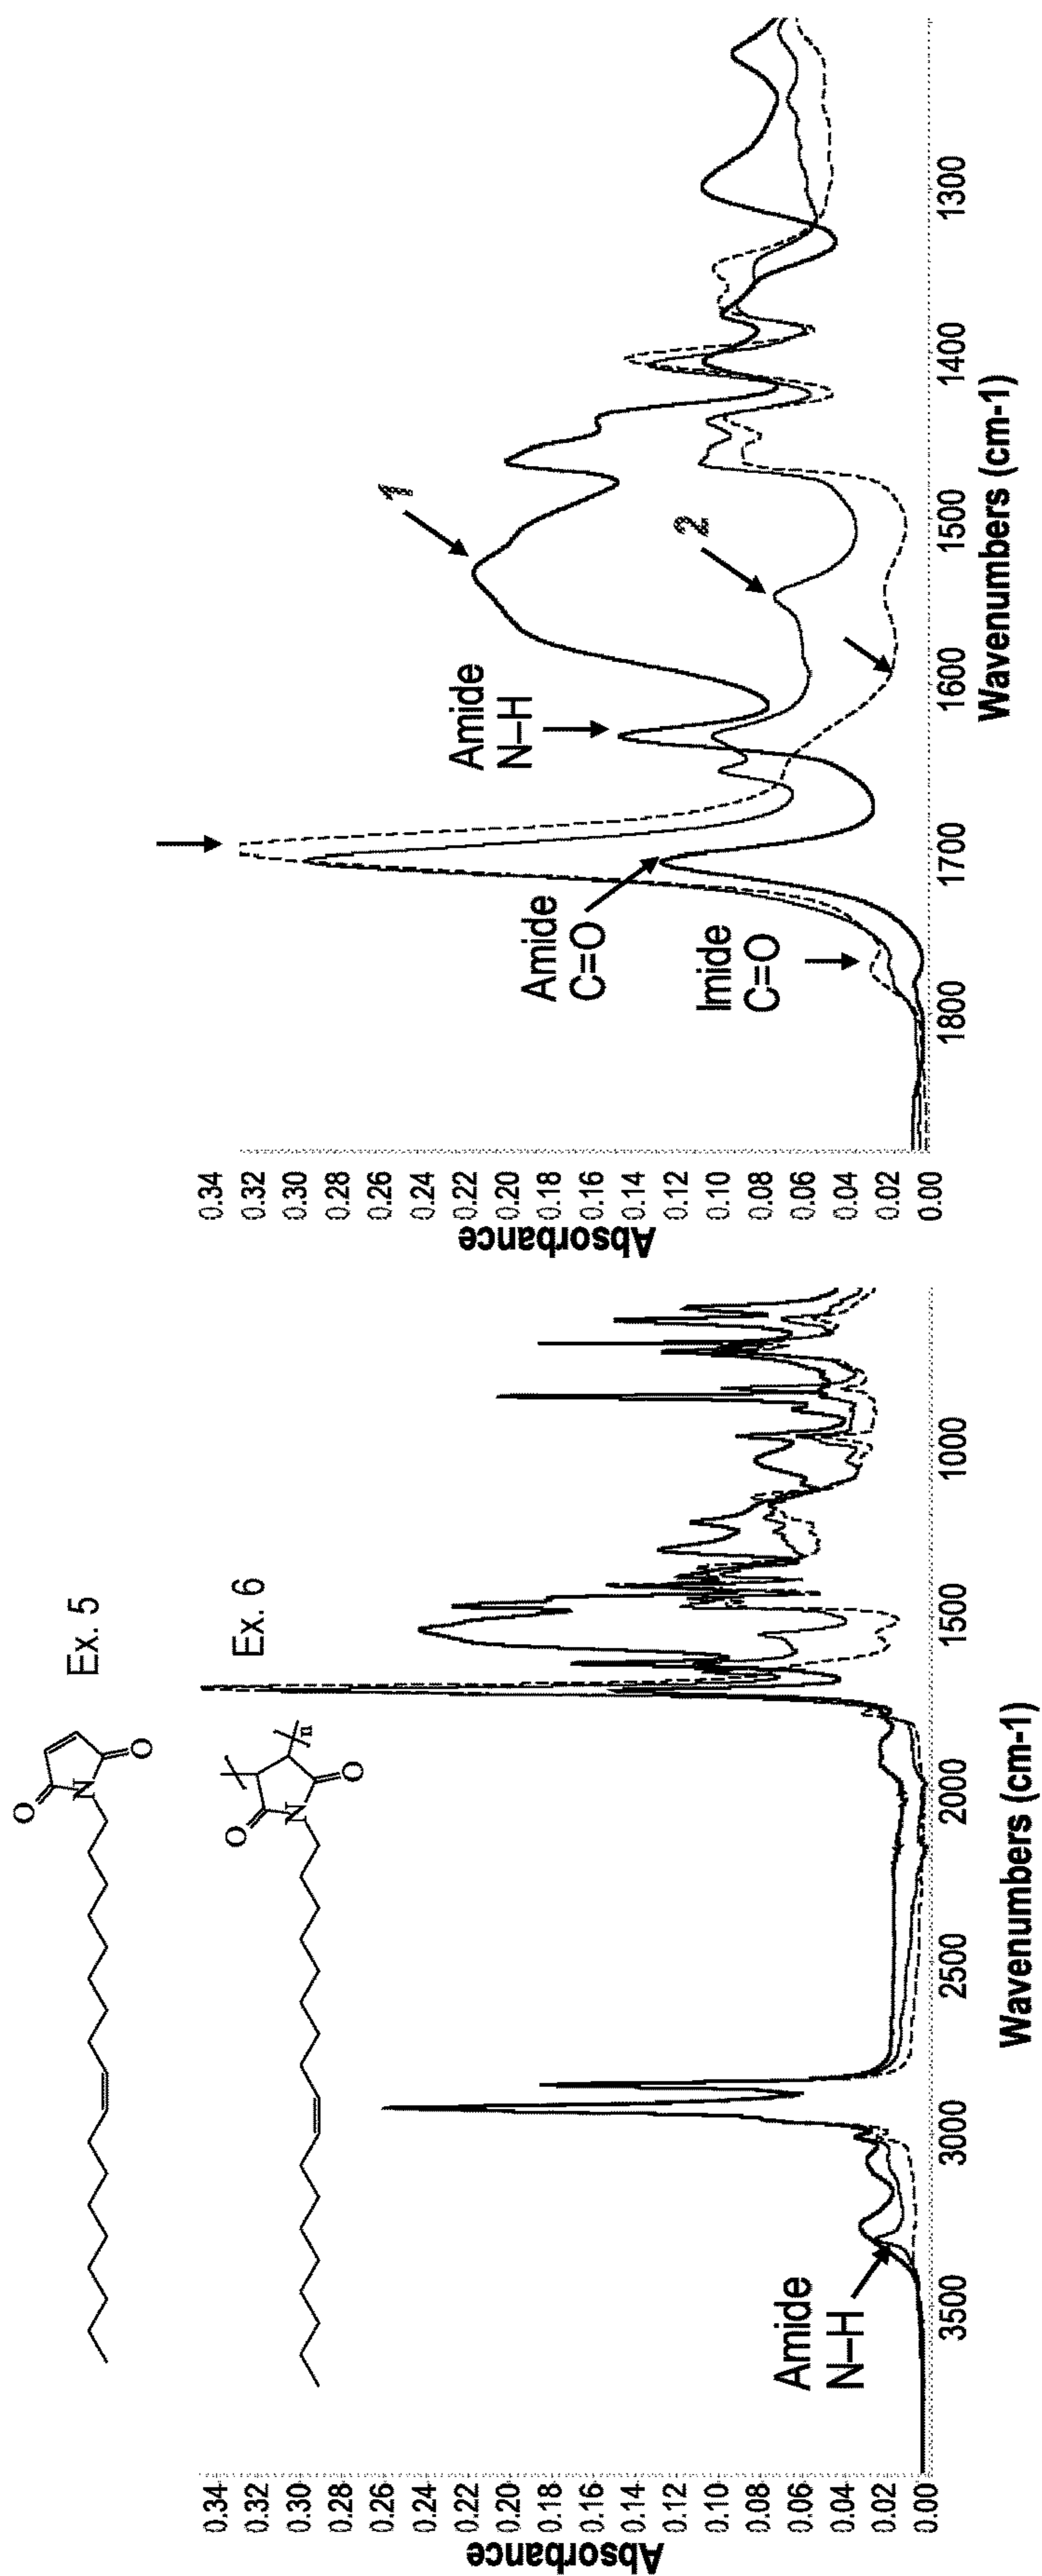 Ex. 5
O
N
O
Ex. 6
O
N
O
n
Absorbance
0.34
0.32
0.30
0.28
0.26
0.24
0.22
0.20
0.18
0.16
0.14
0.12
0.10
0.08
0.06
0.04
0.02
0.00
Amide
N–H
3500 3000 2500 2000 1500 1000
Wavenumbers (cm-1)
Absorbance
0.34
0.32
0.30
0.28
0.26
0.24
0.22
0.20
0.18
0.16
0.14
0.12
0.10
0.08
0.06
0.04
0.02
0.00
1
Amide
N–H
Amide
C=O
2
Imide
C=O
1800 1700 1600 1500 1400 1300
Wavenumbers (cm-1)